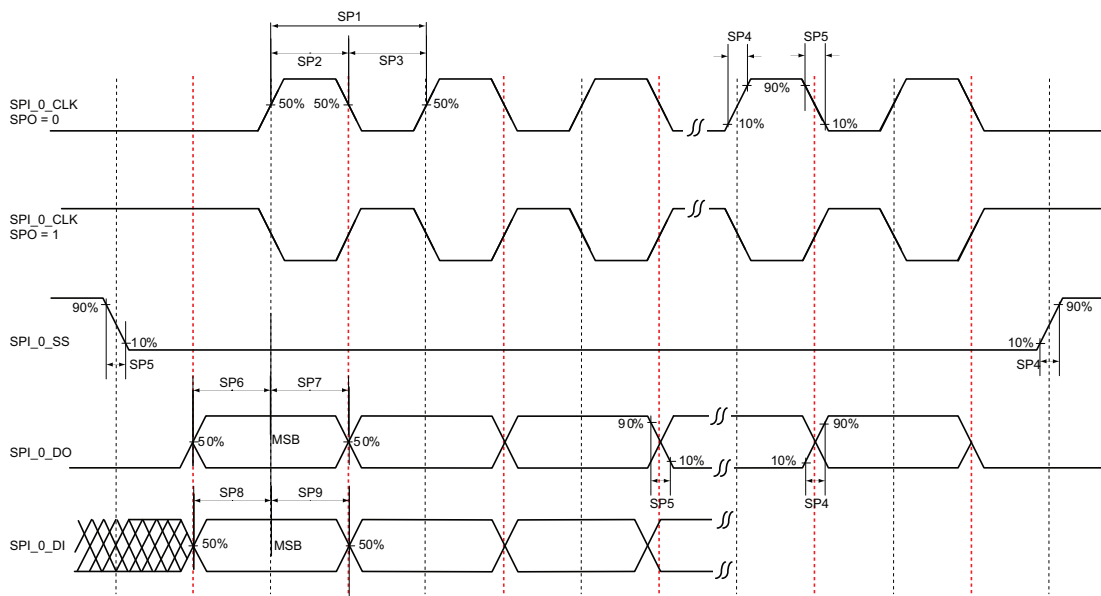 SP1
SP4
SP5
SP2
SP3
SPI_0_CLK
SPO = 0
50%
50%
50%
90%
10%
10%
SPI_0_CLK
SPO = 1
90%
10%
SP5
SPI_0_SS
90%
10%
SP4
SP6
SP7
SPI_0_DO
50%
MSB
50%
90%
10%
SP5
90%
10%
SP4
SP8
SP9
SPI_0_DI
50%
MSB
50%